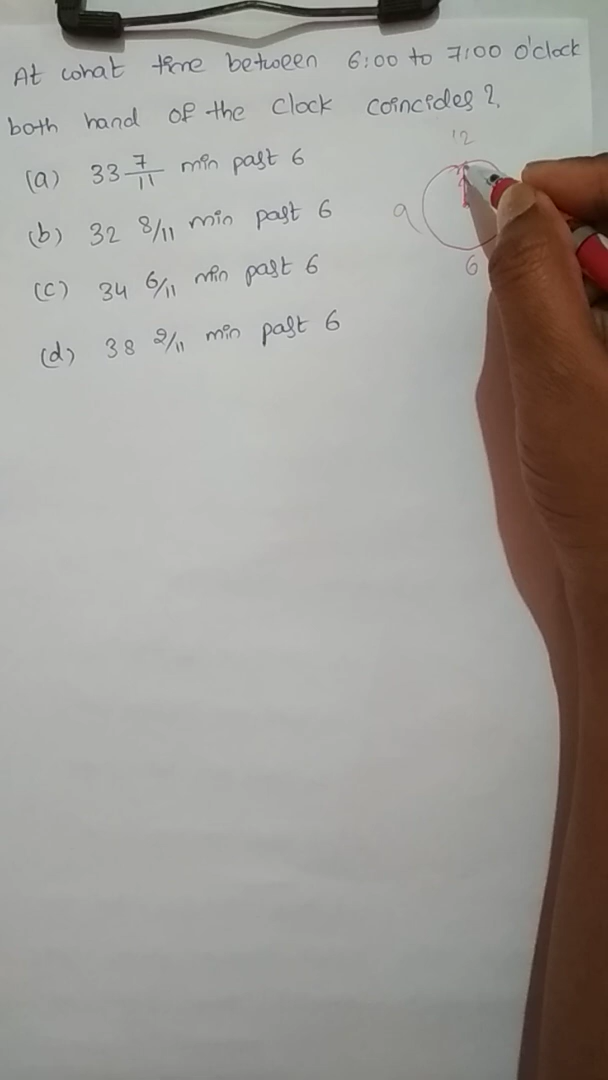 At what time between 6:00 to 7:00 o'clock
both hand of the clock coincides?
(a) 33 7/11 min past 6
(b) 32 8/11 min past 6
(c) 34 6/11 min past 6
(d) 38 2/11 min past 6
12
9
6